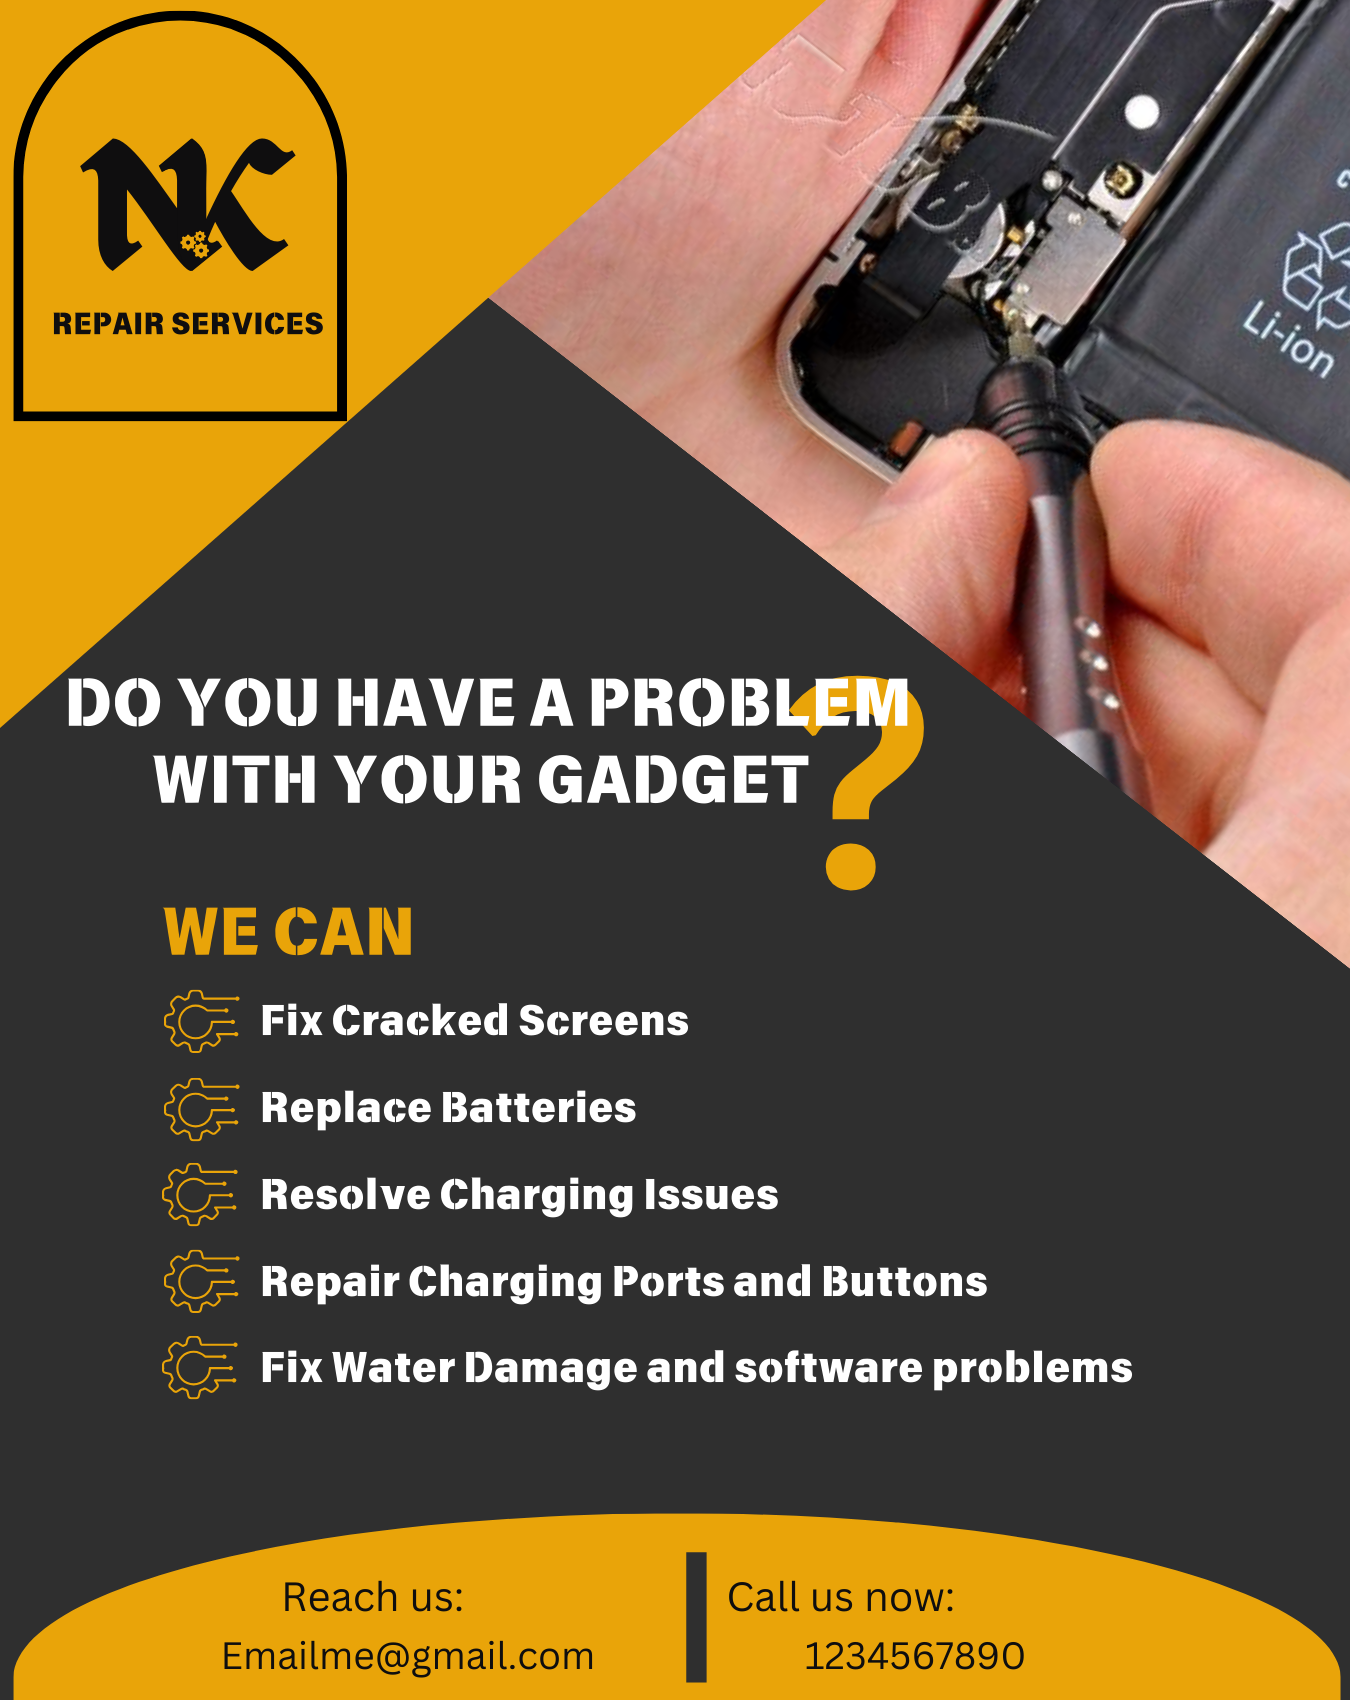 NK
REPAIR SERVICES
Li-ion
DO YOU HAVE A PROBLEM
WITH YOUR GADGET?
WE CAN
Fix Cracked Screens
Replace Batteries
Resolve Charging Issues
Repair Charging Ports and Buttons
Fix Water Damage and software problems
Reach us:
Emailme@gmail.com
Call us now:
1234567890